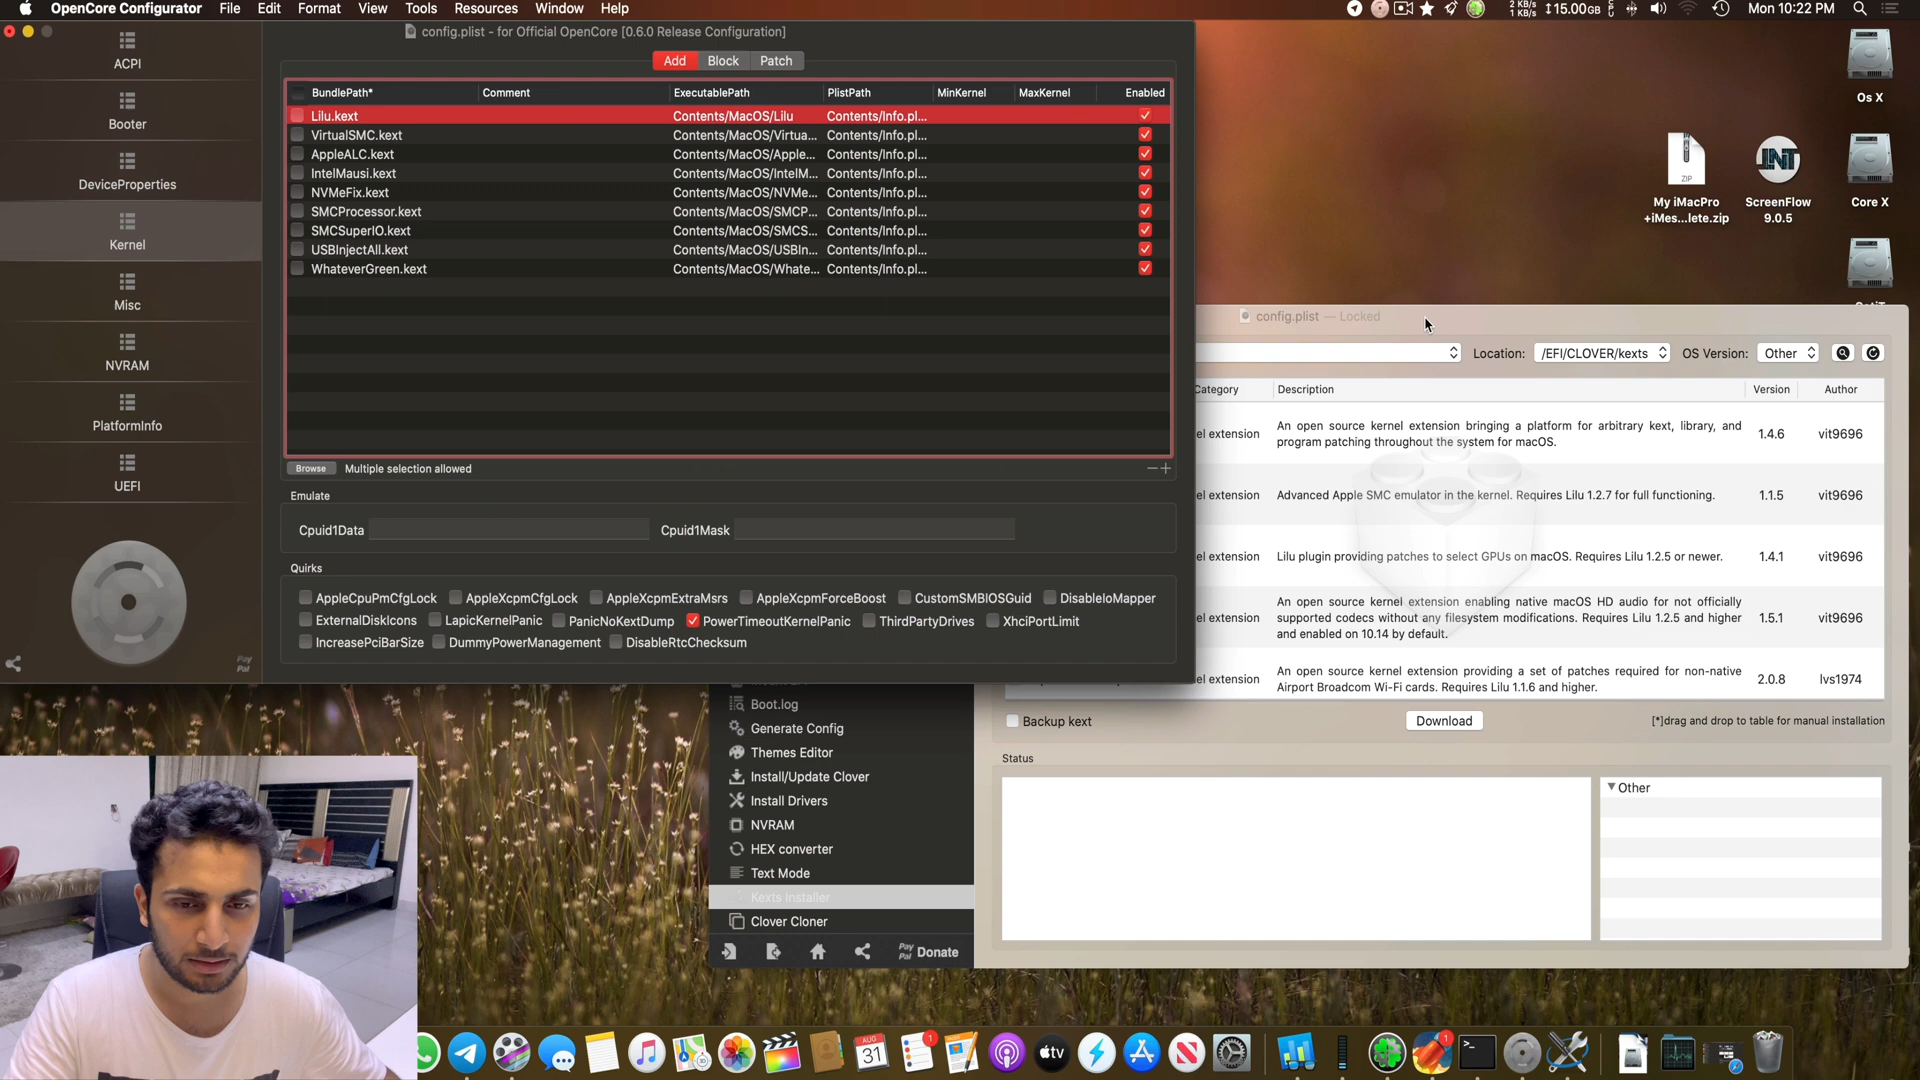 OpenCore Configurator File Edit Format View Tools Resources Window Help
2 KB/s
1 KB/s
15.00GB
Mon 10:22 PM
config.plist - for Official OpenCore [0.6.0 Release Configuration]
ACPI
Booter
DeviceProperties
Kernel
Misc
NVRAM
PlatformInfo
UEFI
Pay
Pal
Add Block Patch
BundlePath* Comment ExecutablePath PlistPath MinKernel MaxKernel Enabled
Lilu.kext Contents/MacOS/Lilu Contents/Info.pl...
VirtualSMC.kext Contents/MacOS/Virtua... Contents/Info.pl...
AppleALC.kext Contents/MacOS/Apple... Contents/Info.pl...
IntelMausi.kext Contents/MacOS/IntelM... Contents/Info.pl...
NVMeFix.kext Contents/MacOS/NVMe... Contents/Info.pl...
SMCProcessor.kext Contents/MacOS/SMCP... Contents/Info.pl...
SMCSuperIO.kext Contents/MacOS/SMCS... Contents/Info.pl...
USBInjectAll.kext Contents/MacOS/USBIn... Contents/Info.pl...
WhateverGreen.kext Contents/MacOS/Whate... Contents/Info.pl...
Browse Multiple selection allowed
Emulate
Cpuid1Data Cpuid1Mask
Quirks
AppleCpuPmCfgLock AppleXcpmCfgLock AppleXcpmExtraMsrs AppleXcpmForceBoost CustomSMBIOSGuid DisableIoMapper
ExternalDiskIcons LapicKernelPanic PanicNoKextDump PowerTimeoutKernelPanic ThirdPartyDrives XhciPortLimit
IncreasePciBarSize DummyPowerManagement DisableRtcChecksum
Os X
ZIP
My iMacPro
+iMes...lete.zip
INT
ScreenFlow
9.0.5
Core X
config.plist — Locked
Location: /EFI/CLOVER/kexts OS Version: Other
Category Description Version Author
el extension An open source kernel extension bringing a platform for arbitrary kext, library, and
program patching throughout the system for macOS. 1.4.6 vit9696
el extension Advanced Apple SMC emulator in the kernel. Requires Lilu 1.2.7 for full functioning. 1.1.5 vit9696
el extension Lilu plugin providing patches to select GPUs on macOS. Requires Lilu 1.2.5 or newer. 1.4.1 vit9696
An open source kernel extension enabling native macOS HD audio for not officially
el extension supported codecs without any filesystem modifications. Requires Lilu 1.2.5 and higher 1.5.1 vit9696
and enabled on 10.14 by default.
el extension An open source kernel extension providing a set of patches required for non-native
Airport Broadcom Wi-Fi cards. Requires Lilu 1.1.6 and higher. 2.0.8 lvs1974
Backup kext Download [*]drag and drop to table for manual installation
Status
Other
Boot.log
Generate Config
Themes Editor
Install/Update Clover
Install Drivers
NVRAM
HEX converter
Text Mode
Kexts Installer
Clover Cloner
Pay
Pal
Donate
AUG
31
1
tv
1